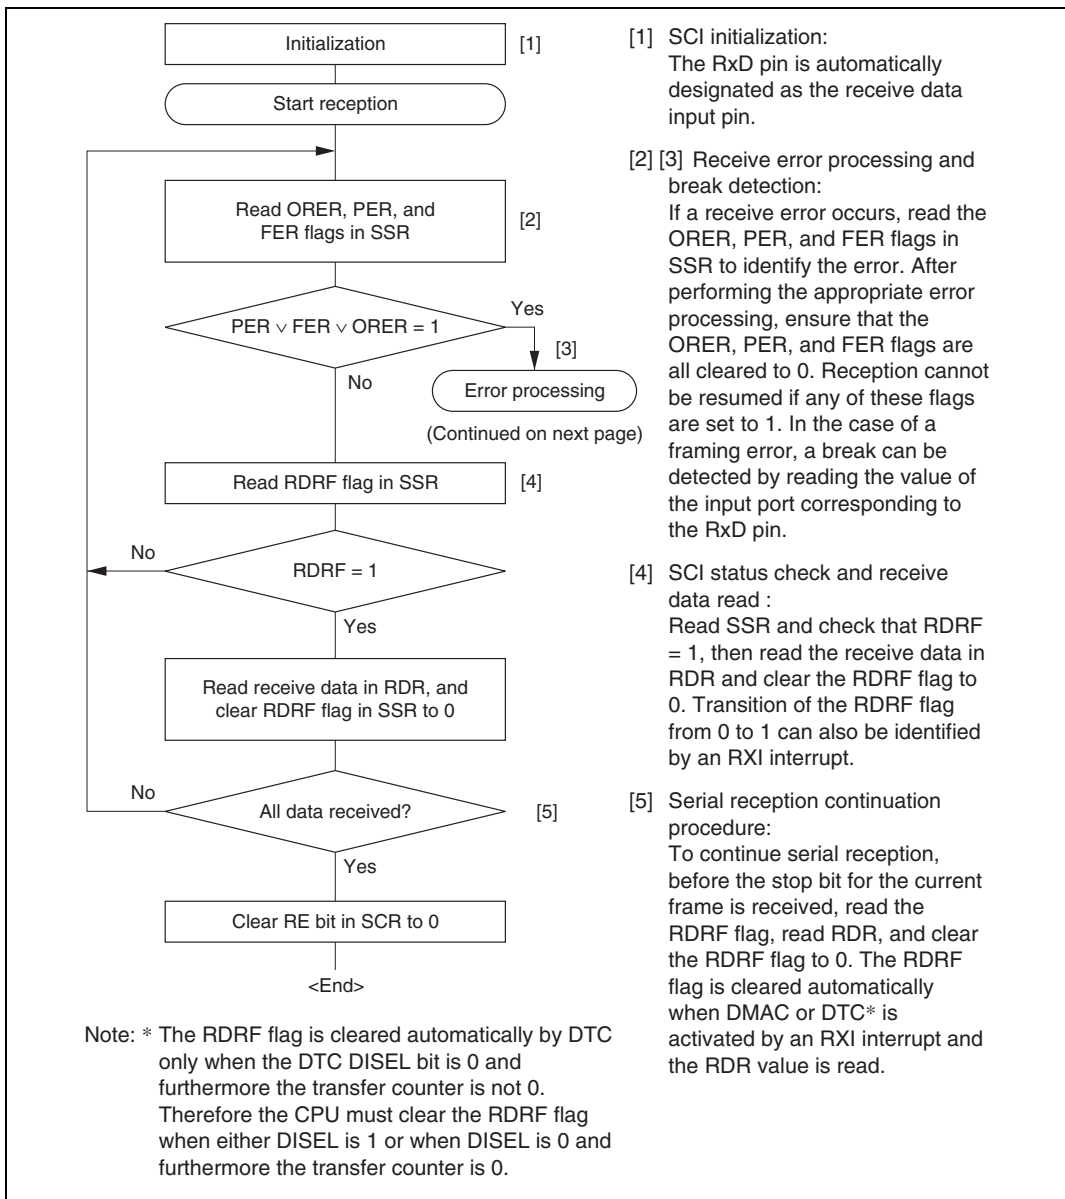 Initialization
[1]
Start reception
Read ORER, PER, and
FER flags in SSR
[2]
PER ∨ FER ∨ ORER = 1
Yes
[3]
No
Error processing
(Continued on next page)
Read RDRF flag in SSR
[4]
No
RDRF = 1
Yes
Read receive data in RDR, and
clear RDRF flag in SSR to 0
No
All data received?
[5]
Yes
Clear RE bit in SCR to 0
<End>
[1] SCI initialization:
The RxD pin is automatically
designated as the receive data
input pin.
[2] [3] Receive error processing and
break detection:
If a receive error occurs, read the
ORER, PER, and FER flags in
SSR to identify the error. After
performing the appropriate error
processing, ensure that the
ORER, PER, and FER flags are
all cleared to 0. Reception cannot
be resumed if any of these flags
are set to 1. In the case of a
framing error, a break can be
detected by reading the value of
the input port corresponding to
the RxD pin.
[4] SCI status check and receive
data read :
Read SSR and check that RDRF
= 1, then read the receive data in
RDR and clear the RDRF flag to
0. Transition of the RDRF flag
from 0 to 1 can also be identified
by an RXI interrupt.
[5] Serial reception continuation
procedure:
To continue serial reception,
before the stop bit for the current
frame is received, read the
RDRF flag, read RDR, and clear
the RDRF flag to 0. The RDRF
flag is cleared automatically
when DMAC or DTC* is
activated by an RXI interrupt and
the RDR value is read.
Note: * The RDRF flag is cleared automatically by DTC
only when the DTC DISEL bit is 0 and
furthermore the transfer counter is not 0.
Therefore the CPU must clear the RDRF flag
when either DISEL is 1 or when DISEL is 0 and
furthermore the transfer counter is 0.